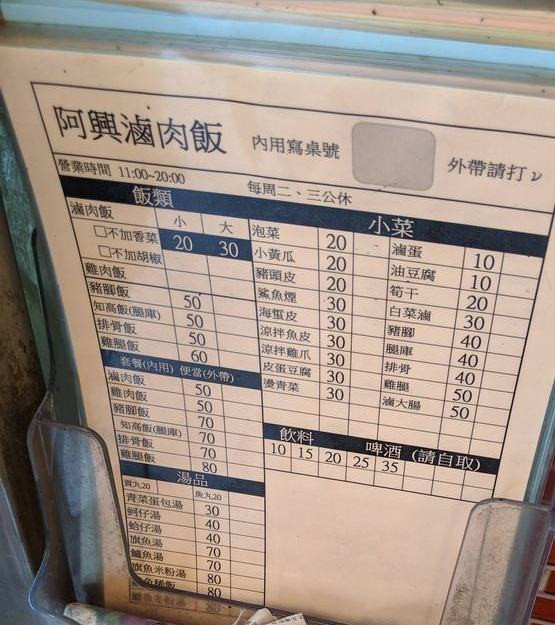 阿興滷肉飯 內用寫桌號 外帶請打ν
營業時間 11:00~20:00 每周二、三公休
飯類
滷肉飯 小 大
□不加香菜 20 30
□不加胡椒
雞肉飯
豬腳飯 50
知高飯(腿庫) 50
排骨飯 50
雞腿飯 60
套餐(內用) 便當(外帶)
滷肉飯 50
雞肉飯 50
豬腳飯 70
知高飯(腿庫) 70
排骨飯 70
雞腿飯 80
湯品
貢丸20 魚丸20
青菜蛋包湯 30
蚵仔湯 40
蛤仔湯 40
旗魚湯 70
鱸魚湯 70
旗魚米粉湯 80
80
80
小菜
泡菜 20 滷蛋 10
小黃瓜 20 油豆腐 10
豬頭皮 20 筍干 20
鯊魚煙 30 白菜滷 30
海蜇皮 30 豬腳 40
涼拌魚皮 30 腿庫 40
涼拌雞爪 30 排骨 40
皮蛋豆腐 30 雞腿 50
燙青菜 30 滷大腸 50
飲料 啤酒 (請自取)
10 15 20 25 35